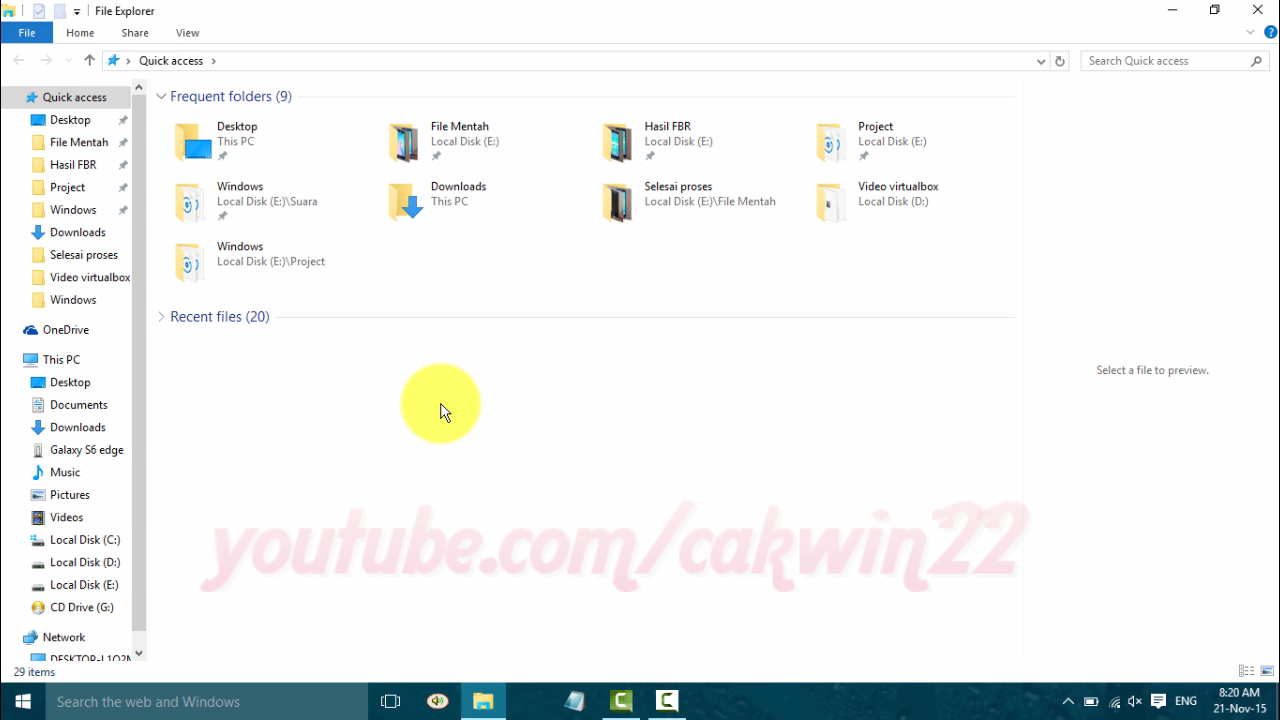 File Explorer
File
Home
Share
View
Quick access
Search Quick access
Quick access
Desktop
File Mentah
Hasil FBR
Project
Windows
Downloads
Selesai proses
Video virtualbox
Windows
OneDrive
This PC
Desktop
Documents
Downloads
Galaxy S6 edge
Music
Pictures
Videos
Local Disk (C:)
Local Disk (D:)
Local Disk (E:)
CD Drive (G:)
Network
Frequent folders (9)
Desktop
This PC
File Mentah
Local Disk (E:)
Hasil FBR
Local Disk (E:)
Project
Local Disk (E:)
Windows
Local Disk (E:)\Suara
Downloads
This PC
Selesai proses
Local Disk (E:)\File Mentah
Video virtualbox
Local Disk (D:)
Windows
Local Disk (E:)\Project
Recent files (20)
Select a file to preview.
youtube.com/cahwin22
29 items
Search the web and Windows
ENG
8:20 AM
21-Nov-15